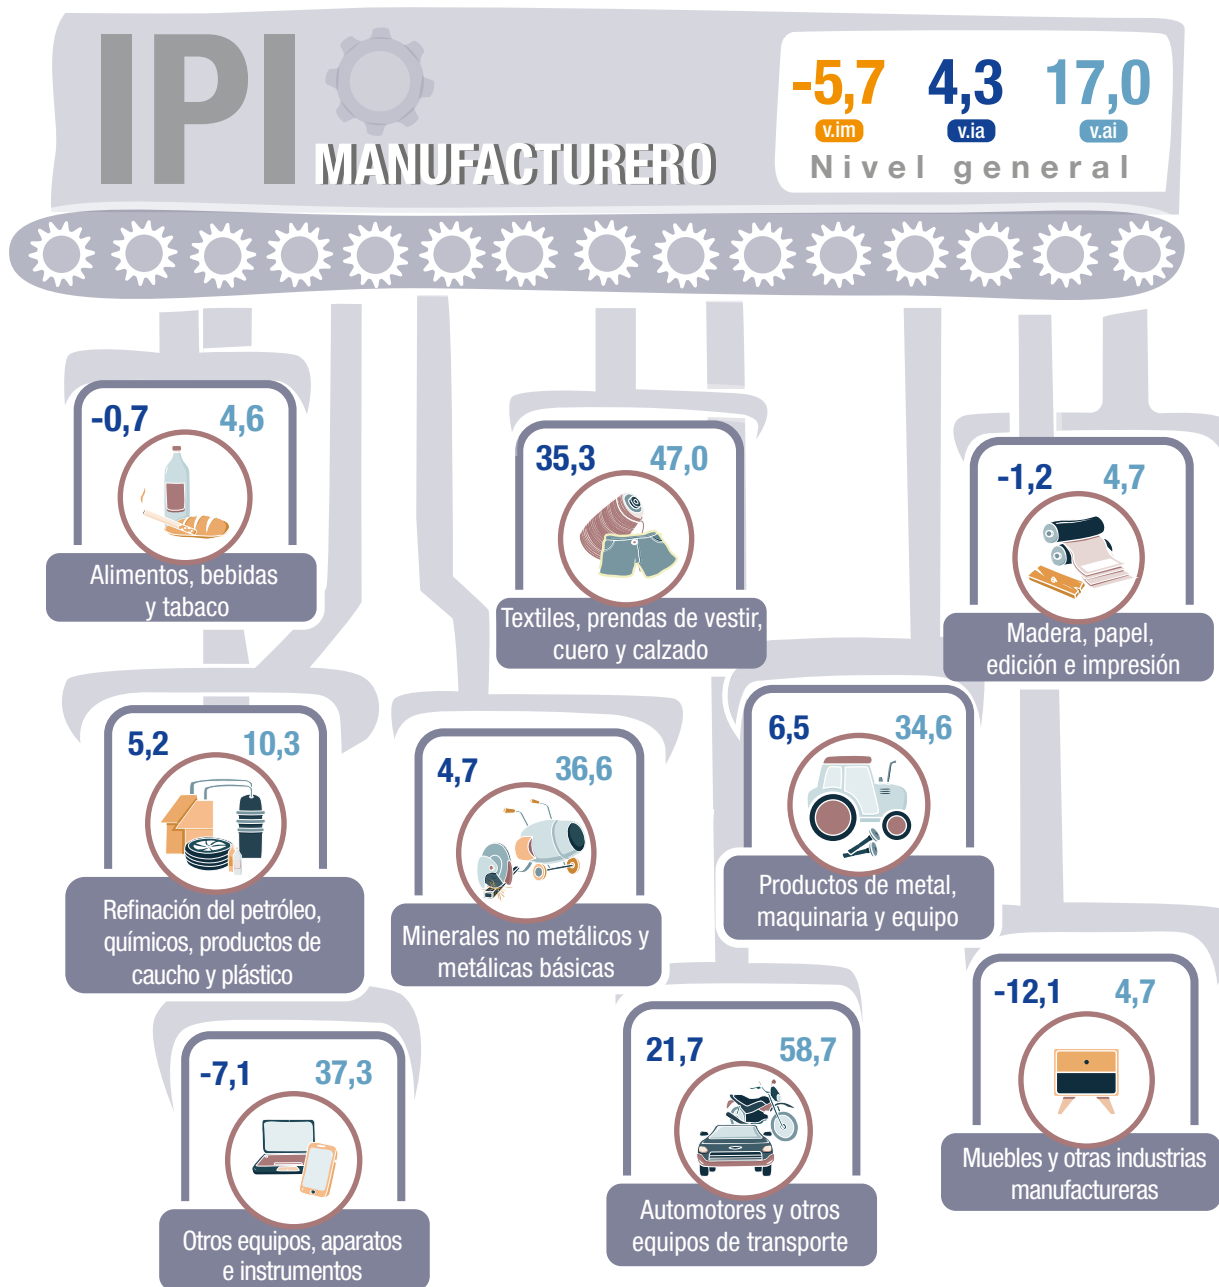 IPI
MANUFACTURERO
-5,7 4,3 17,0
v.im v.ia v.ai
Nivel general
-0,7 4,6
Alimentos, bebidas
y tabaco
35,3 47,0
Textiles, prendas de vestir,
cuero y calzado
-1,2 4,7
Madera, papel,
edición e impresión
5,2 10,3
Refinación del petróleo,
químicos, productos de
caucho y plástico
4,7 36,6
Minerales no metálicos y
metálicas básicas
6,5 34,6
Productos de metal,
maquinaria y equipo
-7,1 37,3
Otros equipos, aparatos
e instrumentos
21,7 58,7
Automotores y otros
equipos de transporte
-12,1 4,7
Muebles y otras industrias
manufactureras